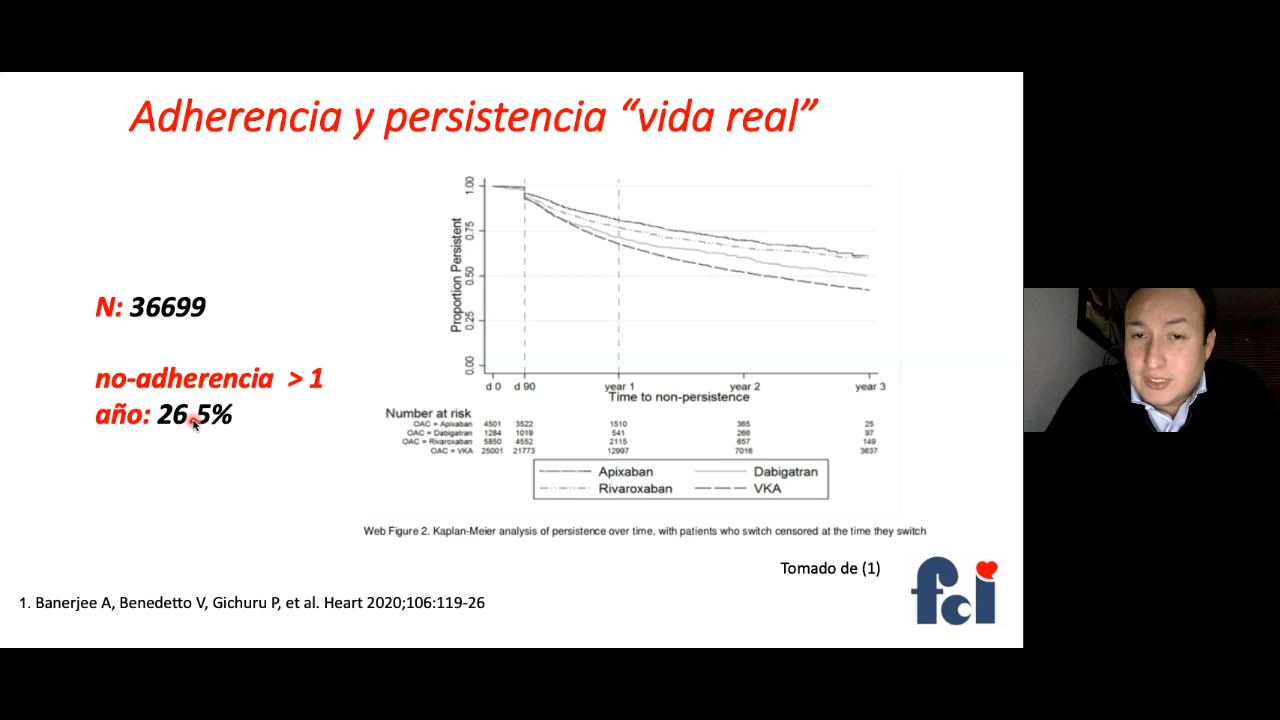 Adherencia y persistencia “vida real”
N: 36699
no-adherencia > 1
año: 26.5%
Proportion Persistent
1.00
0.75
0.50
0.25
0.00
d 0 d 90 year 1 year 2 year 3
Time to non-persistence
Number at risk
OAC = Apixaban 4501 3522 1510 365 25
OAC = Dabigatran 1284 1019 541 266 97
OAC = Rivaroxaban 5850 4552 2115 657 149
OAC = VKA 25001 21773 12997 7016 3637
Apixaban Dabigatran
Rivaroxaban VKA
Web Figure 2. Kaplan-Meier analysis of persistence over time, with patients who switch censored at the time they switch
Tomado de (1)
fci
1. Banerjee A, Benedetto V, Gichuru P, et al. Heart 2020;106:119-26